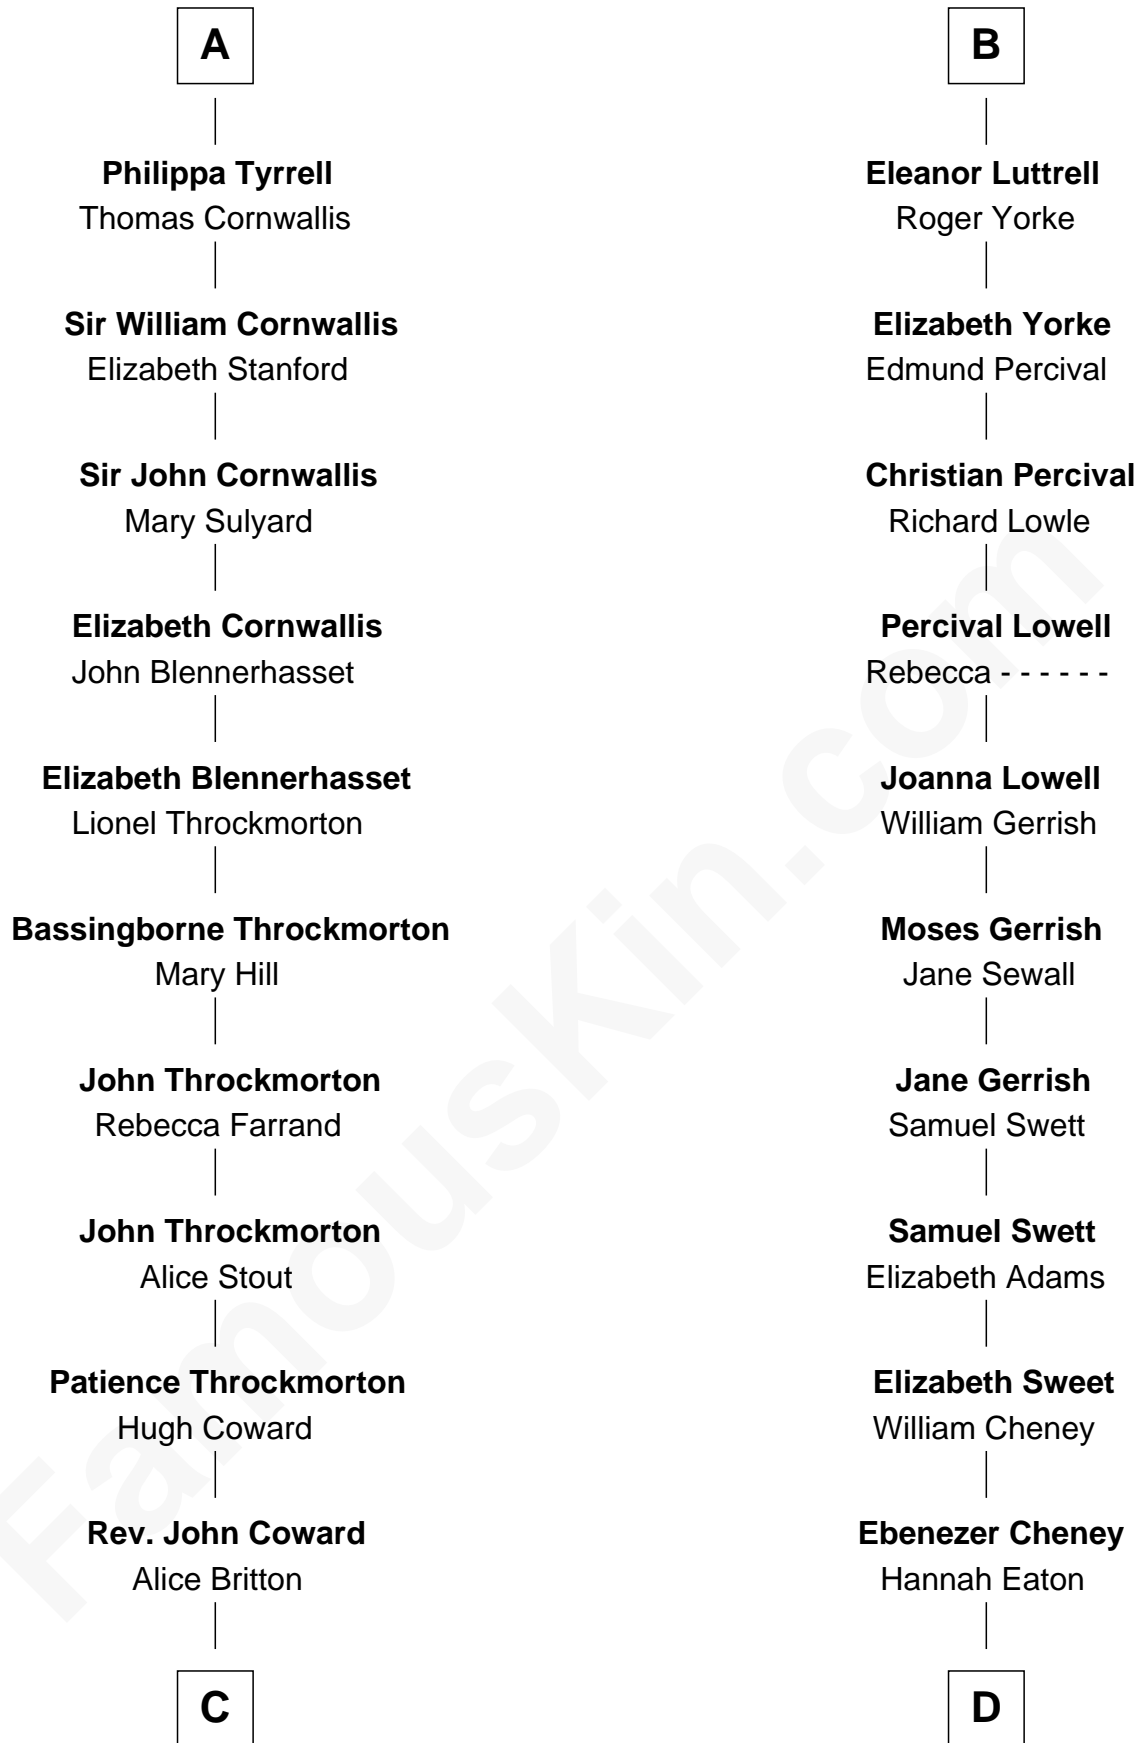 A
Philippa Tyrrell
Thomas Cornwallis
Sir William Cornwallis
Elizabeth Stanford
Sir John Cornwallis
Mary Sulyard
Elizabeth Cornwallis
John Blennerhasset
Elizabeth Blennerhasset
Lionel Throckmorton
Bassingborne Throckmorton
Mary Hill
John Throckmorton
Rebecca Farrand
John Throckmorton
Alice Stout
Patience Throckmorton
Hugh Coward
Rev. John Coward
Alice Britton
C
B
Eleanor Luttrell
Roger Yorke
Elizabeth Yorke
Edmund Percival
Christian Percival
Richard Lowle
Percival Lowell
Rebecca - - - - - -
Joanna Lowell
William Gerrish
Moses Gerrish
Jane Sewall
Jane Gerrish
Samuel Swett
Samuel Swett
Elizabeth Adams
Elizabeth Sweet
William Cheney
Ebenezer Cheney
Hannah Eaton
D
FamousKin.com